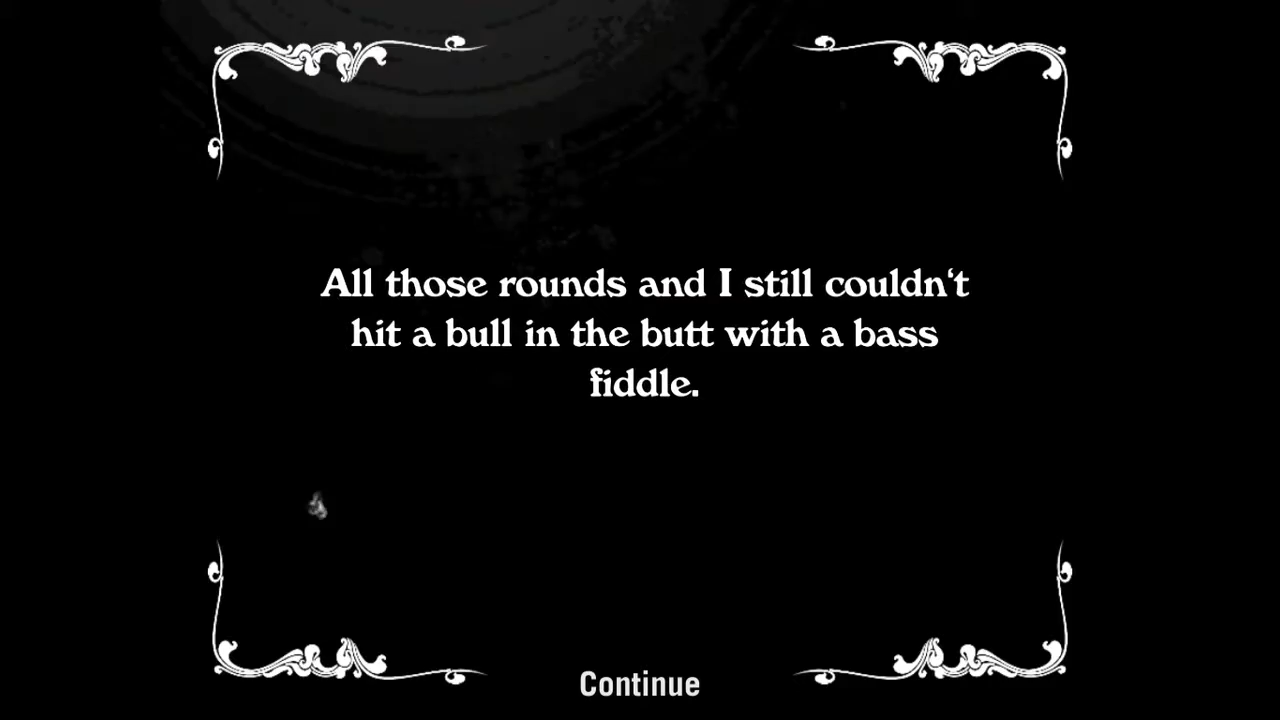 All those rounds and I still couldn‘t
hit a bull in the butt with a bass
fiddle.
Continue